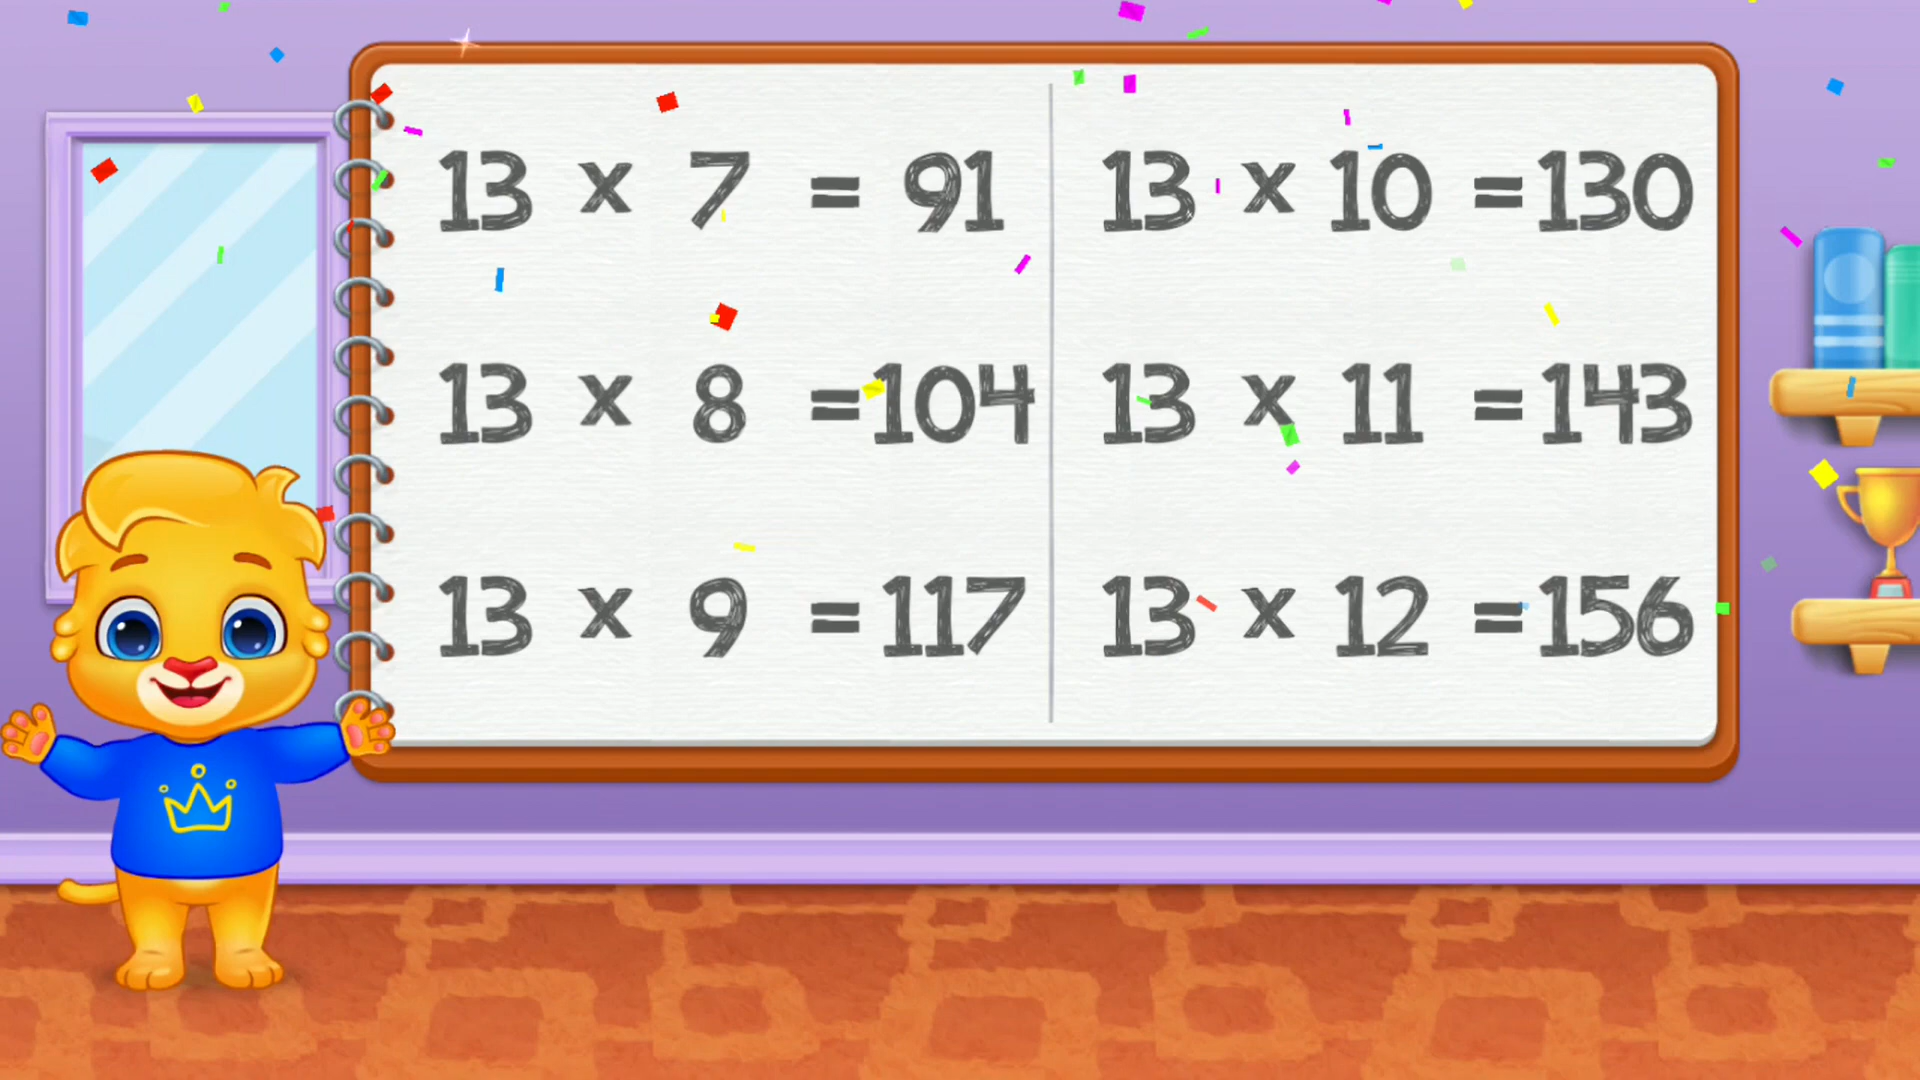 13 x 7 = 91
13 x 8 = 104
13 x 9 = 117
13 x 10 = 130
13 x 11 = 143
13 x 12 = 156